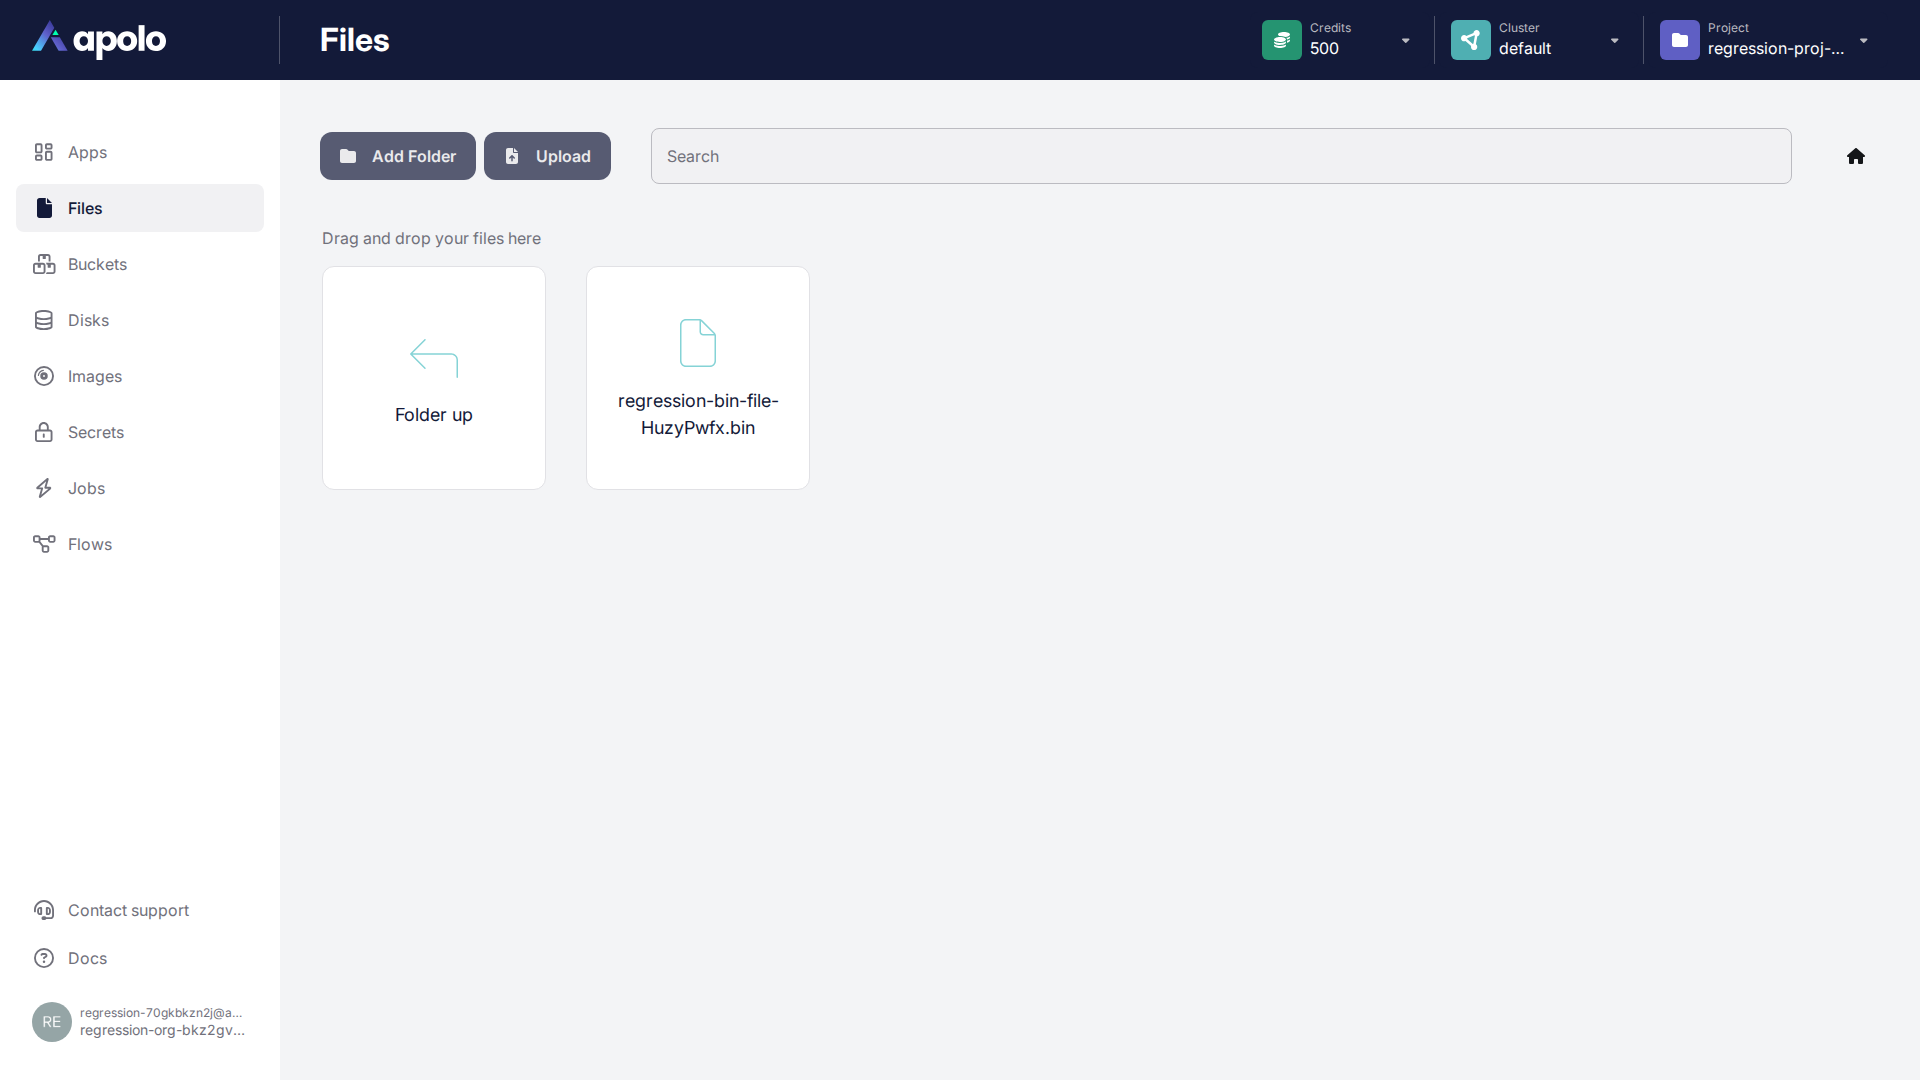 apolo
Files
Credits
500
Cluster
default
Project
regression-proj-...
Apps
Files
Buckets
Disks
Images
Secrets
Jobs
Flows
Contact support
Docs
RE
regression-70gkbkzn2j@a...
regression-org-bkz2gv...
Add Folder
Upload
Search
Drag and drop your files here
Folder up
regression-bin-file-
HuzyPwfx.bin